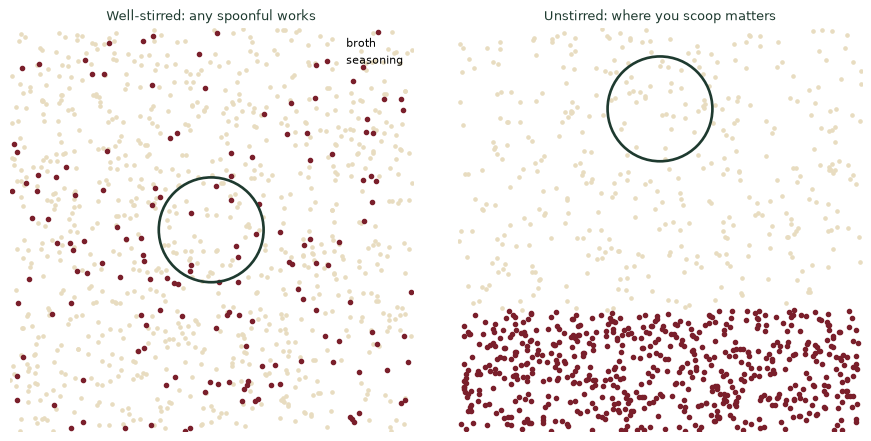 Well-stirred: any spoonful works
broth
seasoning
Unstirred: where you scoop matters